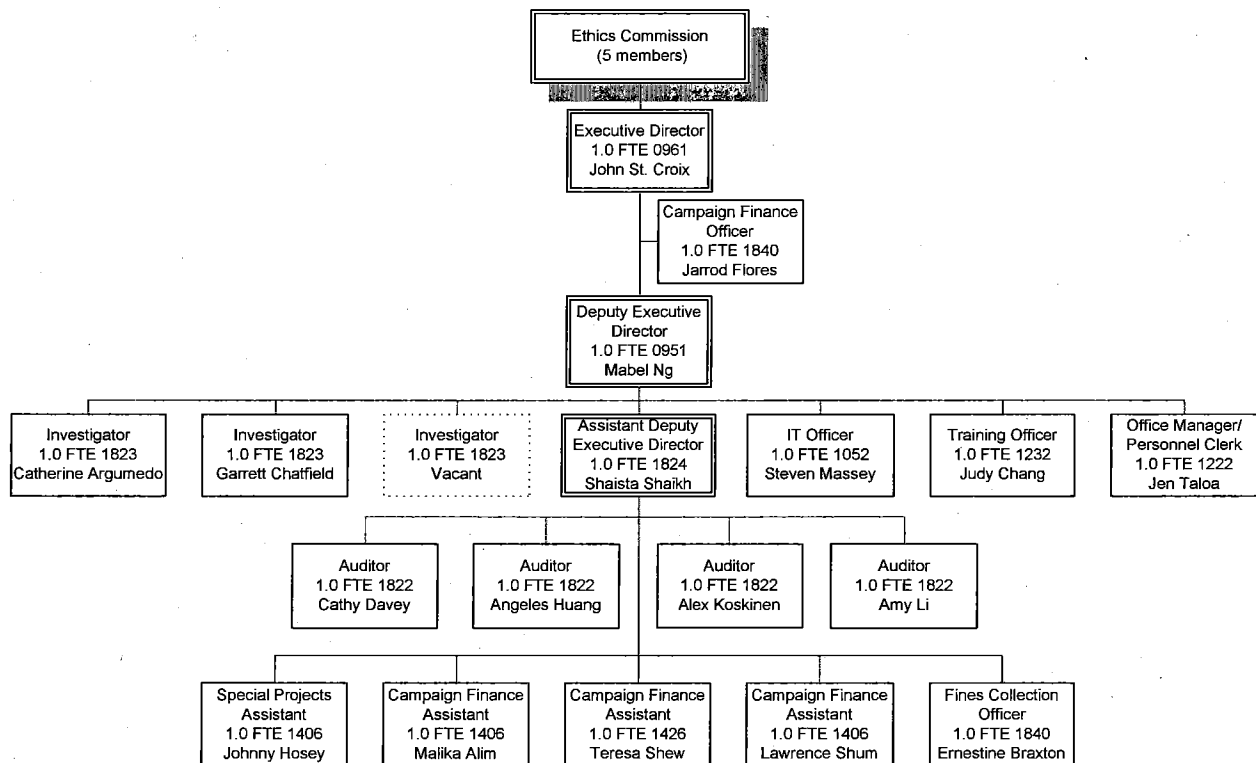 Ethics Commission
(5 members)
Executive Director
1.0 FTE 0961
John St. Croix
Campaign Finance
Officer
1.0 FTE 1840
Jarrod Flores
Deputy Executive
Director
1.0 FTE 0951
Mabel Ng
Investigator
1.0 FTE 1823
Catherine Argumedo
Investigator
1.0 FTE 1823
Garrett Chatfield
Investigator
1.0 FTE 1823
Vacant
Assistant Deputy
Executive Director
1.0 FTE 1824
Shaista Shaikh
IT Officer
1.0 FTE 1052
Steven Massey
Training Officer
1.0 FTE 1232
Judy Chang
Office Manager/
Personnel Clerk
1.0 FTE 1222
Jen Taloa
Auditor
1.0 FTE 1822
Cathy Davey
Auditor
1.0 FTE 1822
Angeles Huang
Auditor
1.0 FTE 1822
Alex Koskinen
Auditor
1.0 FTE 1822
Amy Li
Special Projects
Assistant
1.0 FTE 1406
Johnny Hosey
Campaign Finance
Assistant
1.0 FTE 1406
Malika Alim
Campaign Finance
Assistant
1.0 FTE 1426
Teresa Shew
Campaign Finance
Assistant
1.0 FTE 1406
Lawrence Shum
Fines Collection
Officer
1.0 FTE 1840
Ernestine Braxton